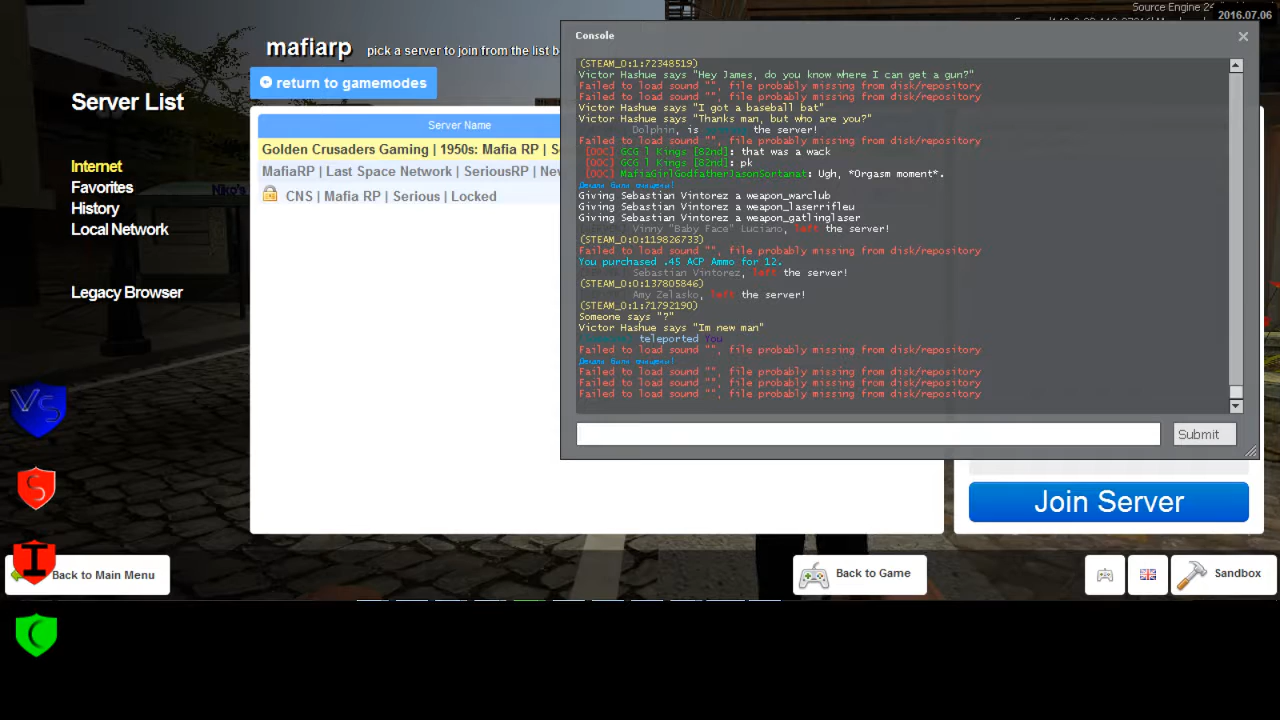 Source Engine 24
2016.07.06
mafiarp pick a server to join from the list b
return to gamemodes
Server List
Internet
Favorites
History
Local Network
Legacy Browser
Server Name
Golden Crusaders Gaming | 1950s: Mafia RP | S
MafiaRP | Last Space Network | SeriousRP | Nev
CNS | Mafia RP | Serious | Locked
Niko's
Console
(STEAM_0:1:72348519)
Victor Hashue says "Hey James, do you know where I can get a gun?"
Failed to load sound "", file probably missing from disk/repository
Failed to load sound "", file probably missing from disk/repository
Victor Hashue says "I got a baseball bat"
Victor Hashue says "Thanks man, but who are you?"
Dolphin, is the server!
Failed to load sound "", file probably missing from disk/repository
[OOC] GCG l Kings [82nd]: that was a wack
[OOC] GCG l Kings [82nd]: pk
[OOC] MafiaGirlGodfatherJasonSortanat: Ugh, *Orgasm moment*.
Giving Sebastian Vintorez a weapon_warclub
Giving Sebastian Vintorez a weapon_laserrifleu
Giving Sebastian Vintorez a weapon_gatlinglaser
Vinny "Baby Face" Luciano, left the server!
(STEAM_0:0:119826733)
Failed to load sound "", file probably missing from disk/repository
You purchased .45 ACP Ammo for 12.
Sebastian Vintorez, left the server!
(STEAM_0:0:137805846)
Amy Zelasko, left the server!
(STEAM_0:1:71792190)
Someone says "?"
Victor Hashue says "Im new man"
teleported You
Failed to load sound "", file probably missing from disk/repository
Failed to load sound "", file probably missing from disk/repository
Failed to load sound "", file probably missing from disk/repository
Failed to load sound "", file probably missing from disk/repository
Submit
Join Server
VS
S
I
C
Back to Main Menu
Back to Game
Sandbox